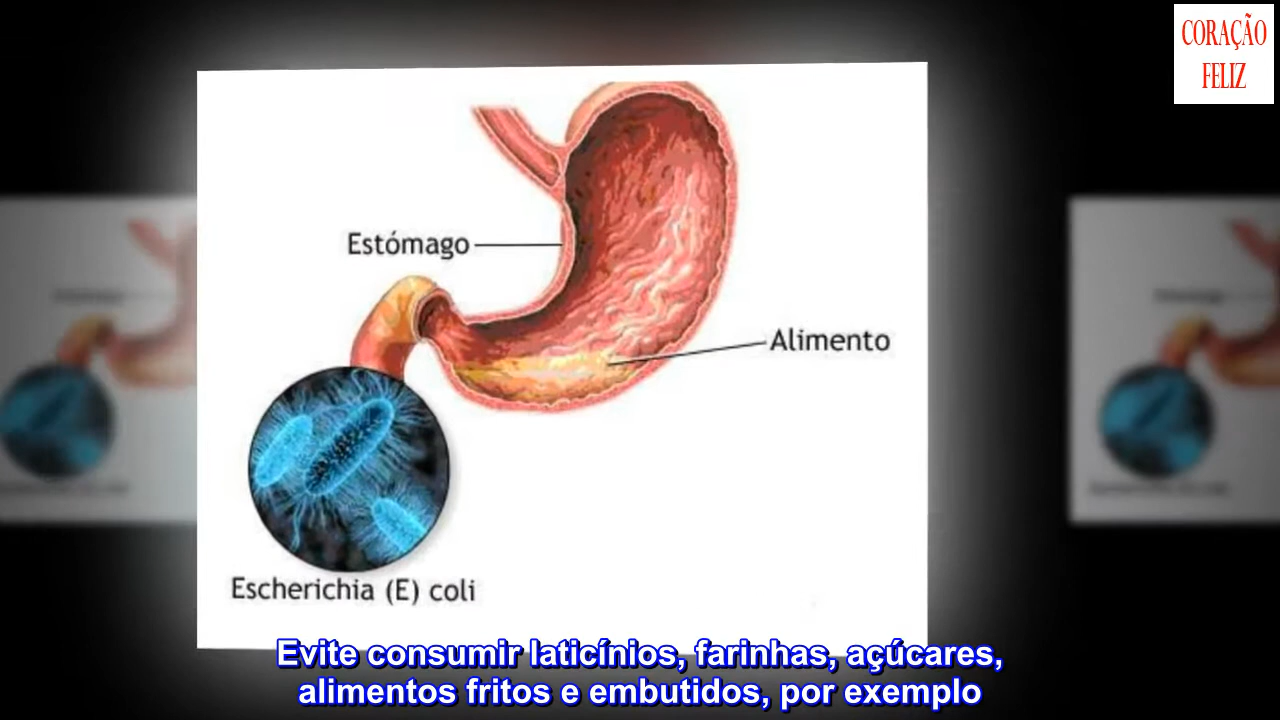 CORAÇÃO
FELIZ
Estómago
Alimento
Escherichia (E) coli
Evite consumir laticínios, farinhas, açúcares,
alimentos fritos e embutidos, por exemplo